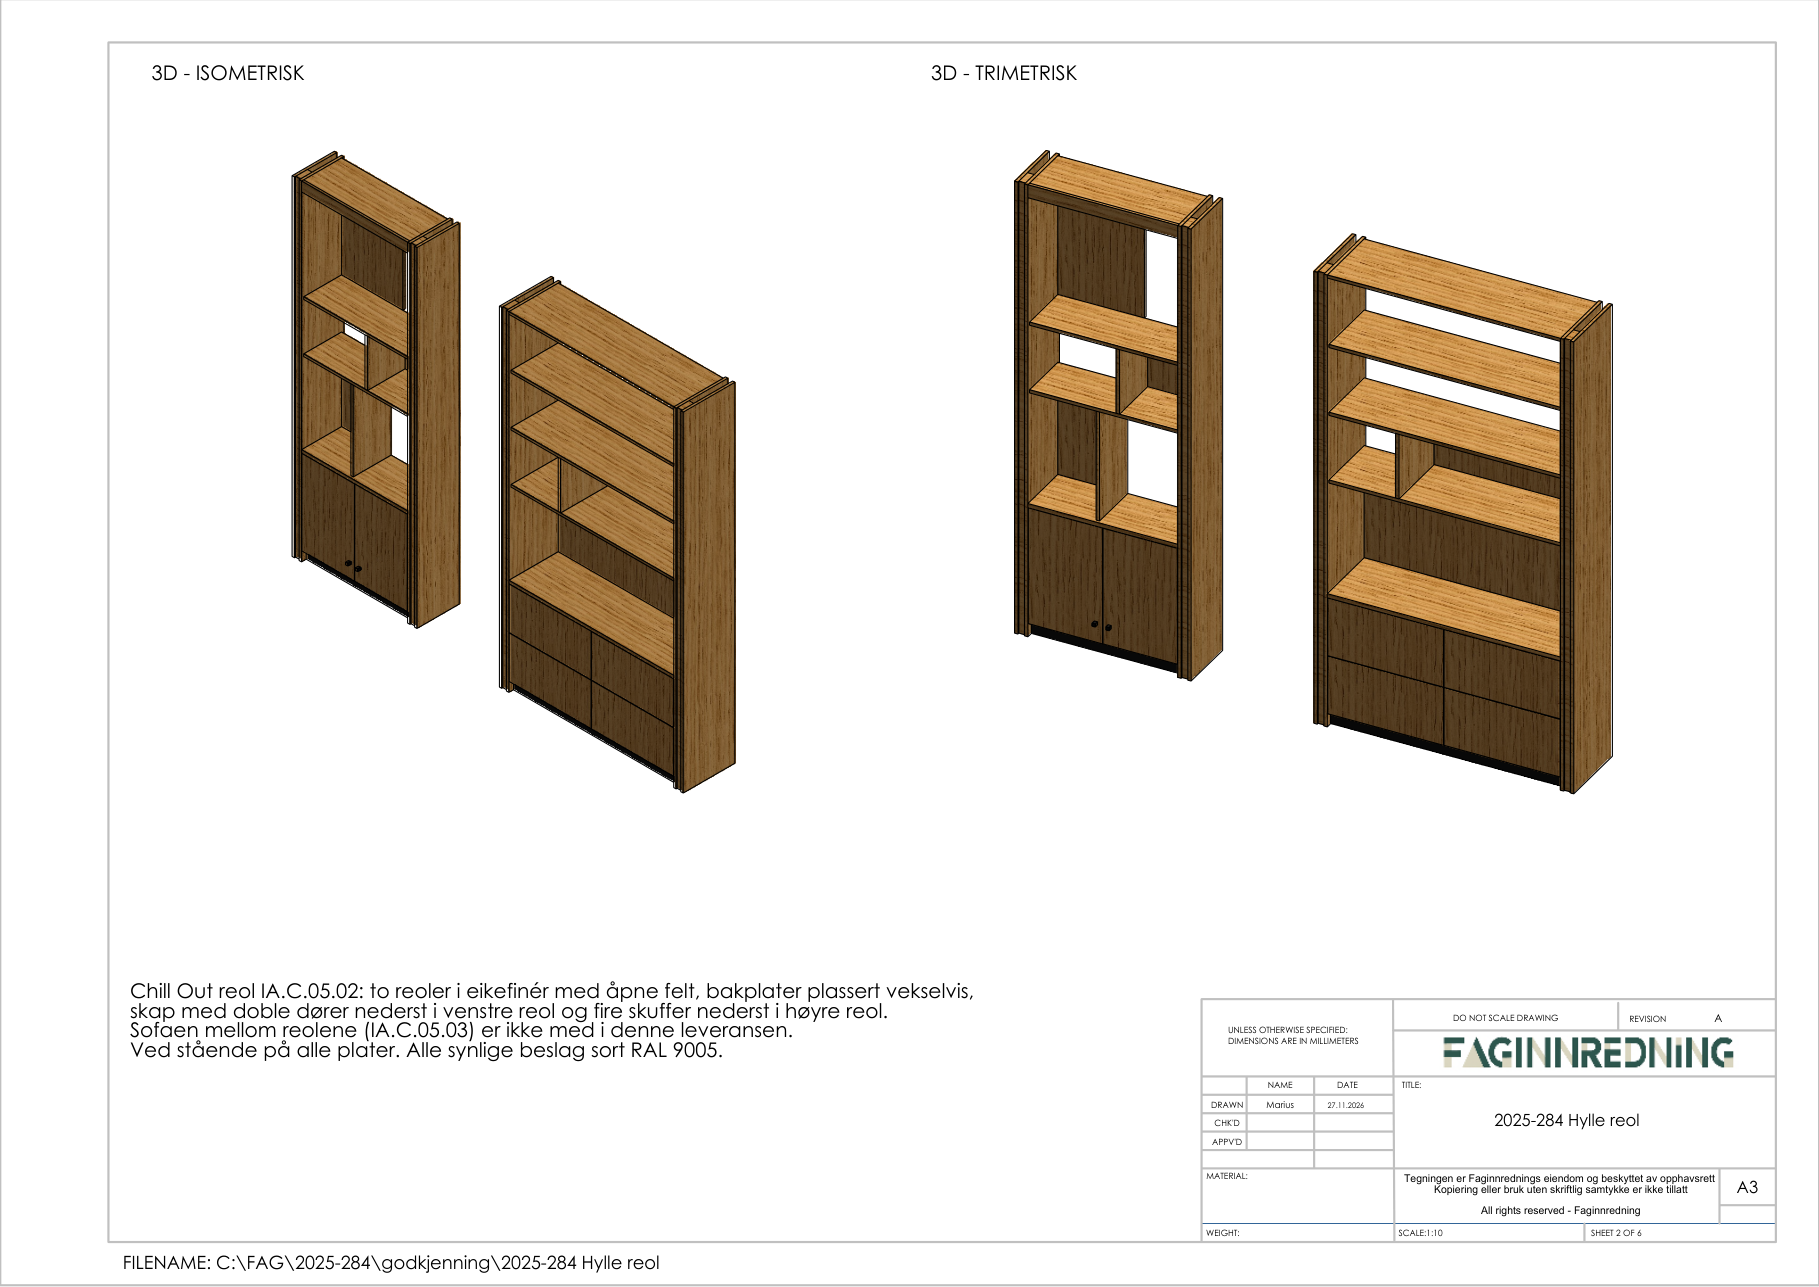 3D - ISOMETRISK
3D - TRIMETRISK
Chill Out reol IA.C.05.02: to reoler i eikefinér med åpne felt, bakplater plassert vekselvis,
skap med doble dører nederst i venstre reol og fire skuffer nederst i høyre reol.
Sofaen mellom reolene (IA.C.05.03) er ikke med i denne leveransen.
Ved stående på alle plater. Alle synlige beslag sort RAL 9005.
UNLESS OTHERWISE SPECIFIED:
DIMENSIONS ARE IN MILLIMETERS
DO NOT SCALE DRAWING
REVISION A
FAGINNREDNING
NAME DATE
DRAWN Marius 27.11.2026
CHK'D
APPV'D
TITLE:
2025-284 Hylle reol
MATERIAL:
Tegningen er Faginnrednings eiendom og beskyttet av opphavsrett
Kopiering eller bruk uten skriftlig samtykke er ikke tillatt
All rights reserved - Faginnredning
A3
WEIGHT:
SCALE:1:10
SHEET 2 OF 6
FILENAME: C:\FAG\2025-284\godkjenning\2025-284 Hylle reol